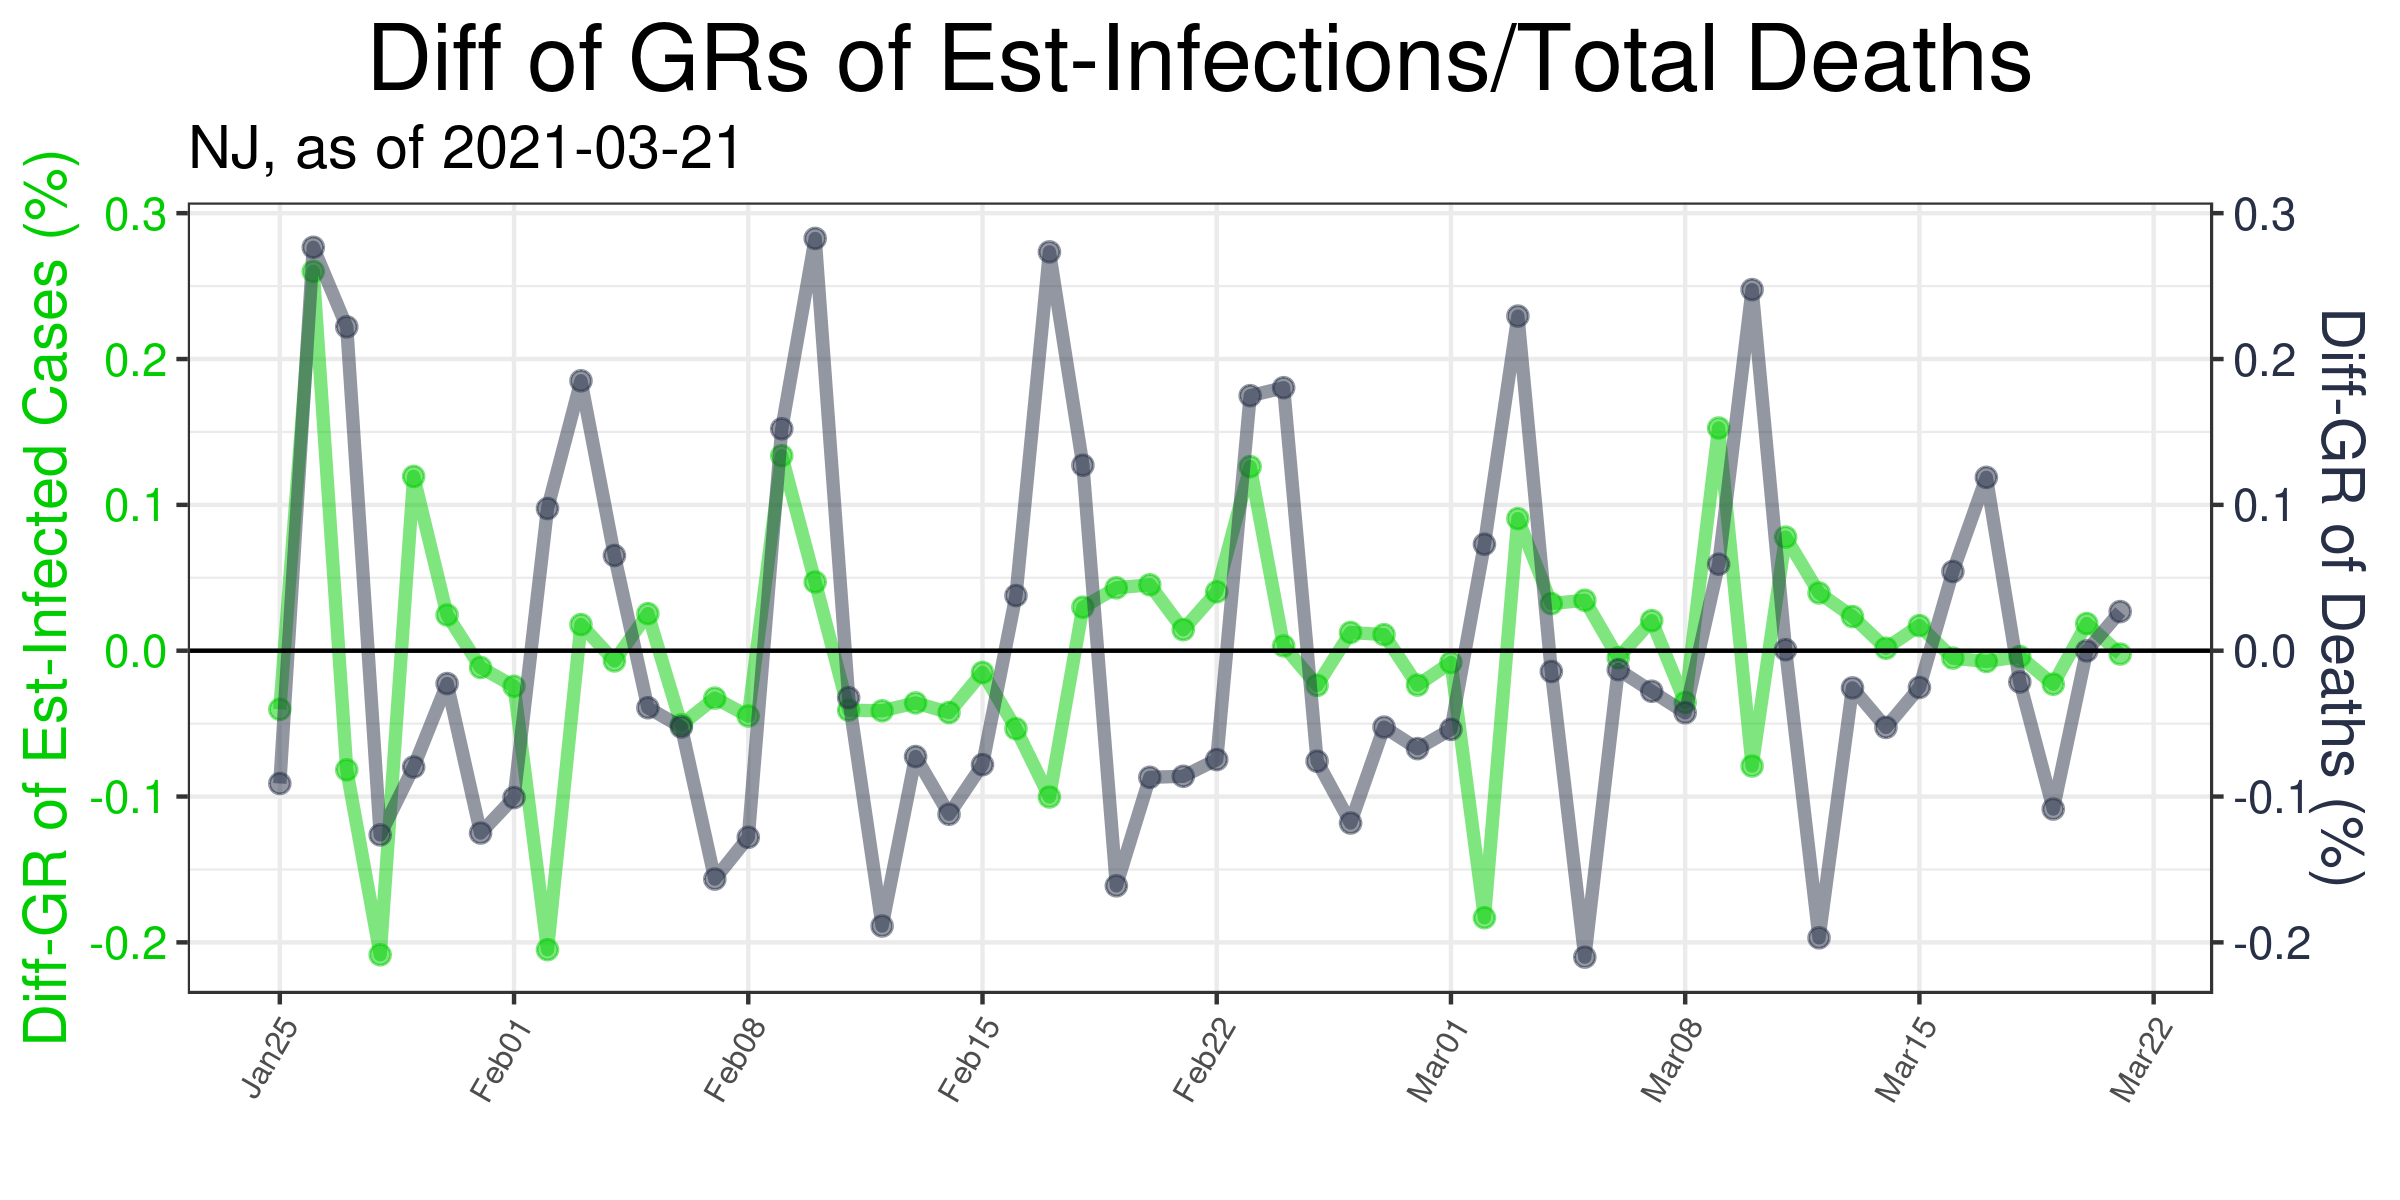 Diff of GRs of Est-Infections/Total Deaths
NJ, as of 2021-03-21
Diff-GR of Est-Infected Cases (%)
0.3
0.2
0.1
0.0
-0.1
-0.2
0.3
0.2
0.1
0.0
-0.1
-0.2
Diff-GR of Deaths (%)
Jan25
Feb01
Feb08
Feb15
Feb22
Mar01
Mar08
Mar15
Mar22